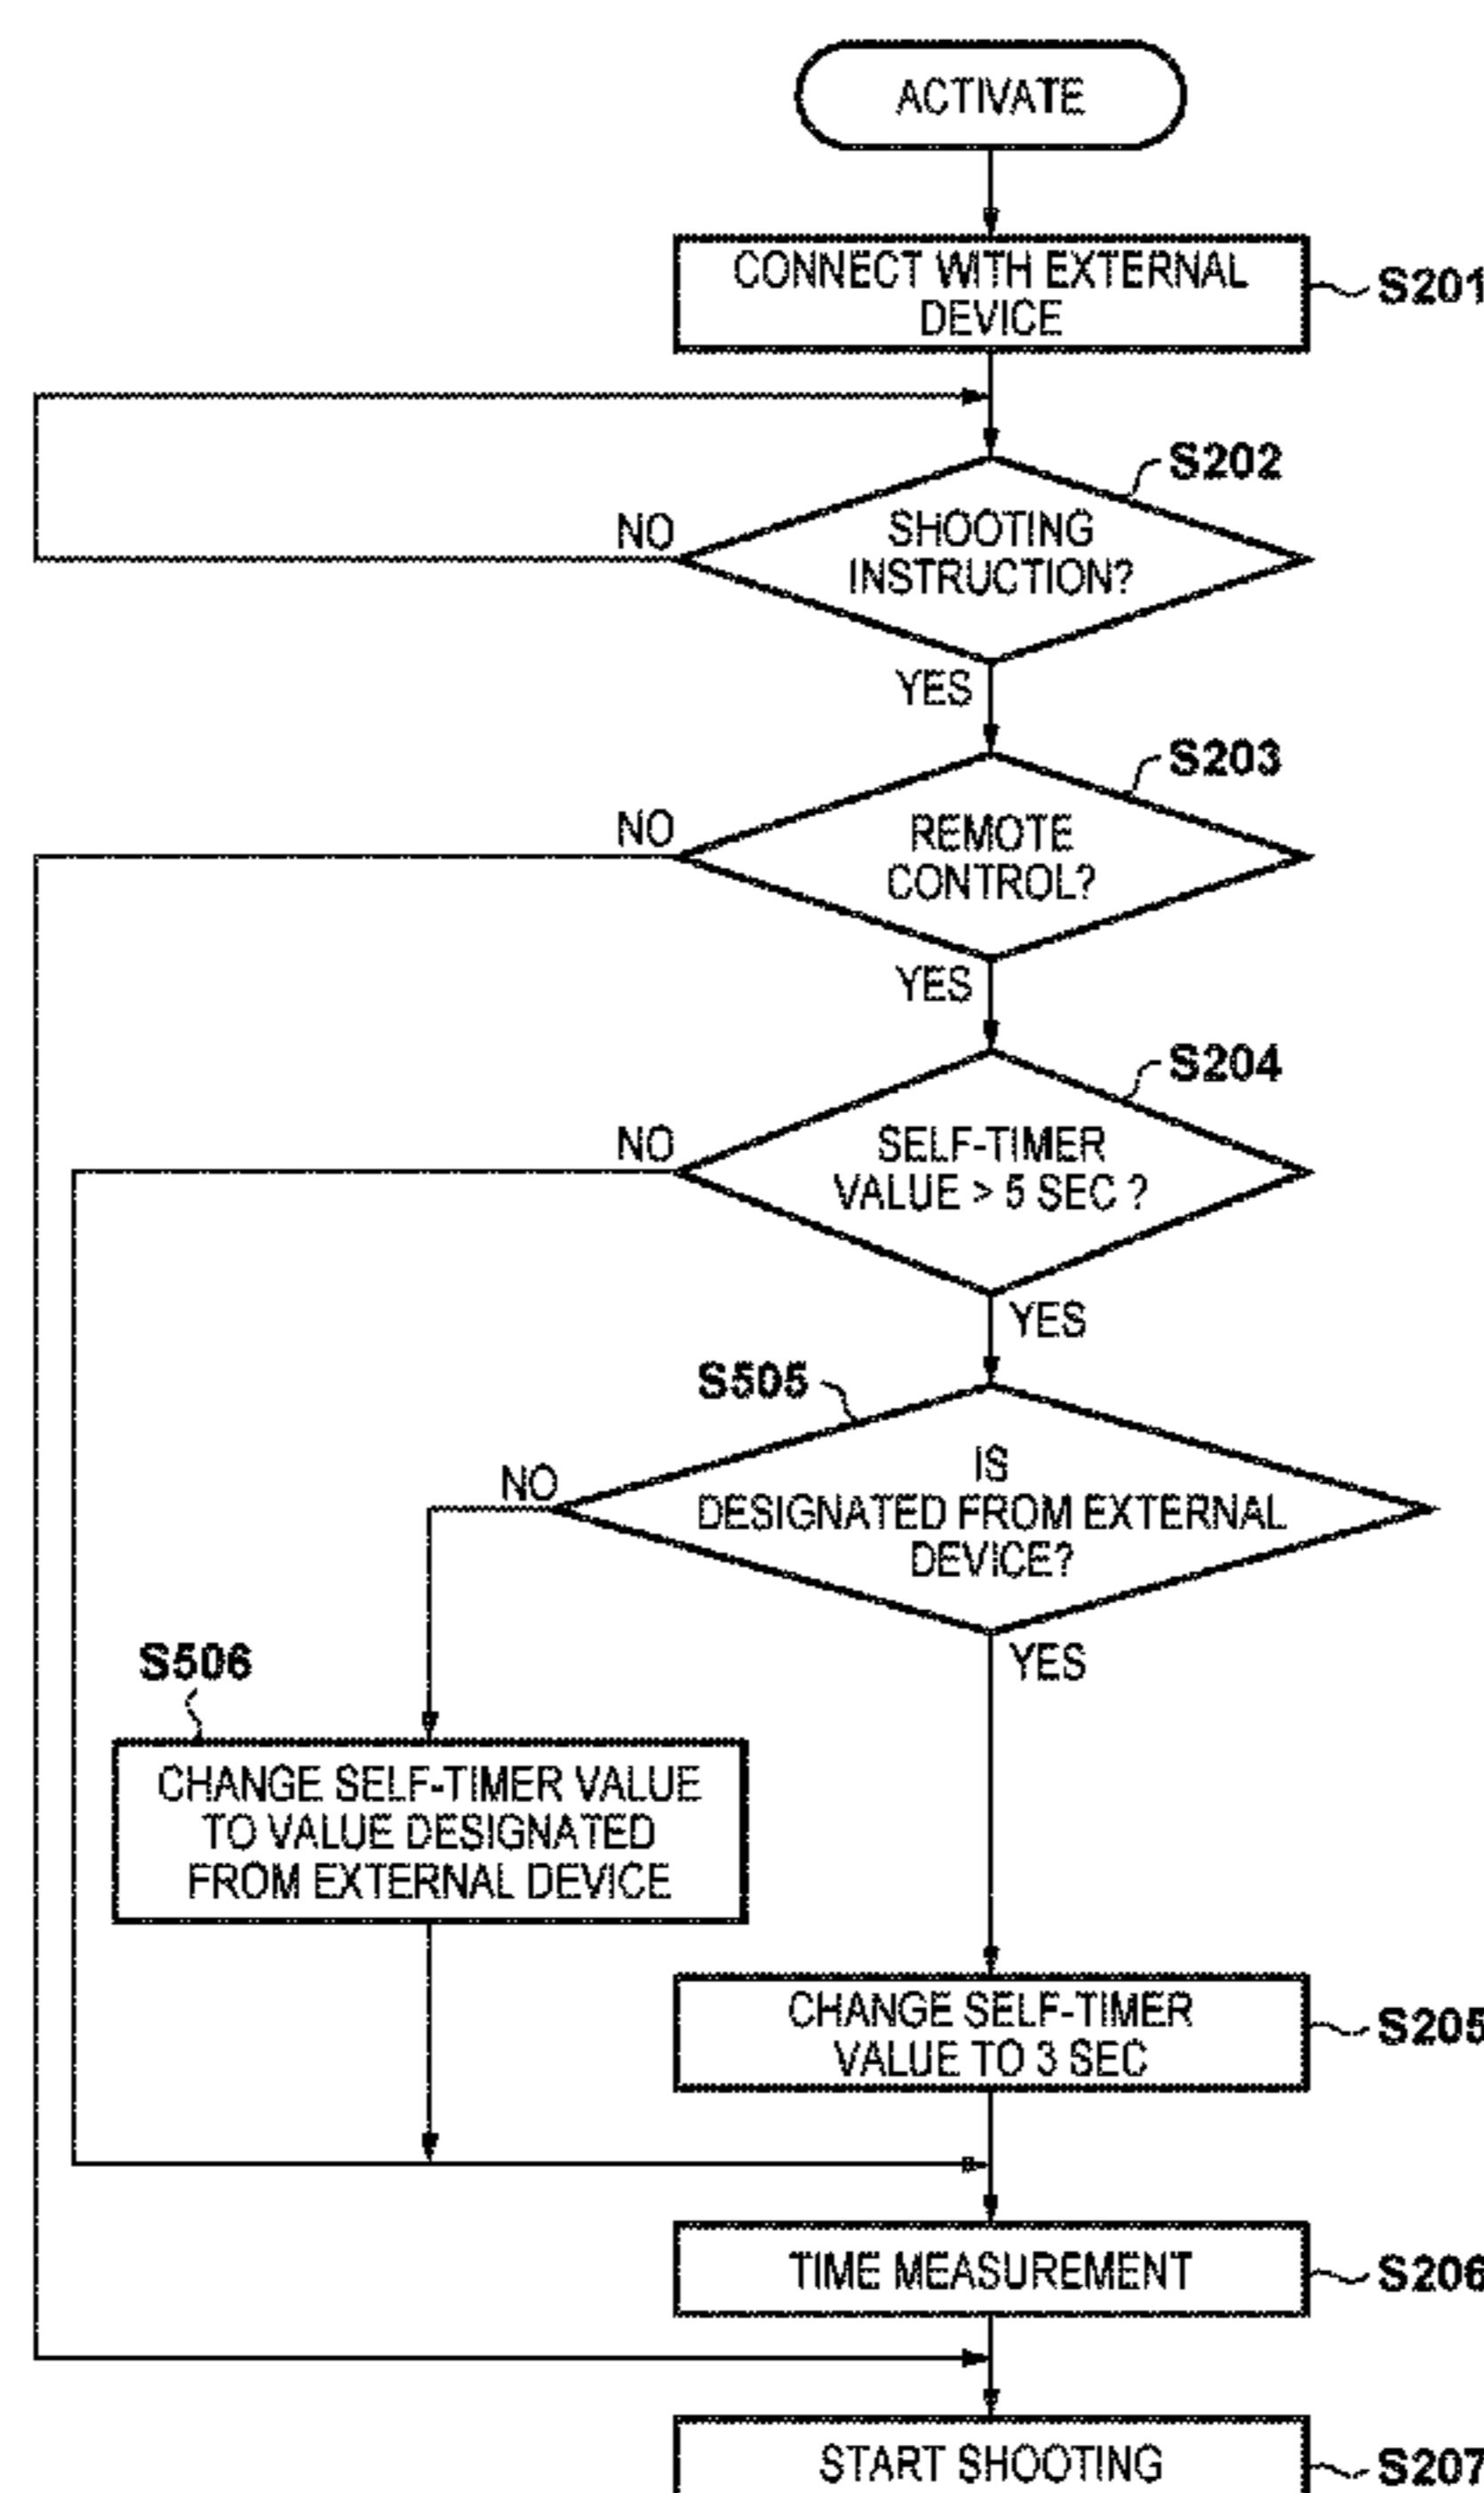 ACTIVATE
CONNECT WITH EXTERNAL
DEVICE
S201
S202
NO
SHOOTING
INSTRUCTION?
YES
S203
NO
REMOTE
CONTROL?
YES
S204
NO
SELF-TIMER
VALUE > 5 SEC ?
YES
S505
NO
IS
DESIGNATED FROM EXTERNAL
DEVICE?
YES
S506
CHANGE SELF-TIMER VALUE
TO VALUE DESIGNATED
FROM EXTERNAL DEVICE
CHANGE SELF-TIMER
VALUE TO 3 SEC
S205
TIME MEASUREMENT
S206
START SHOOTING
S207